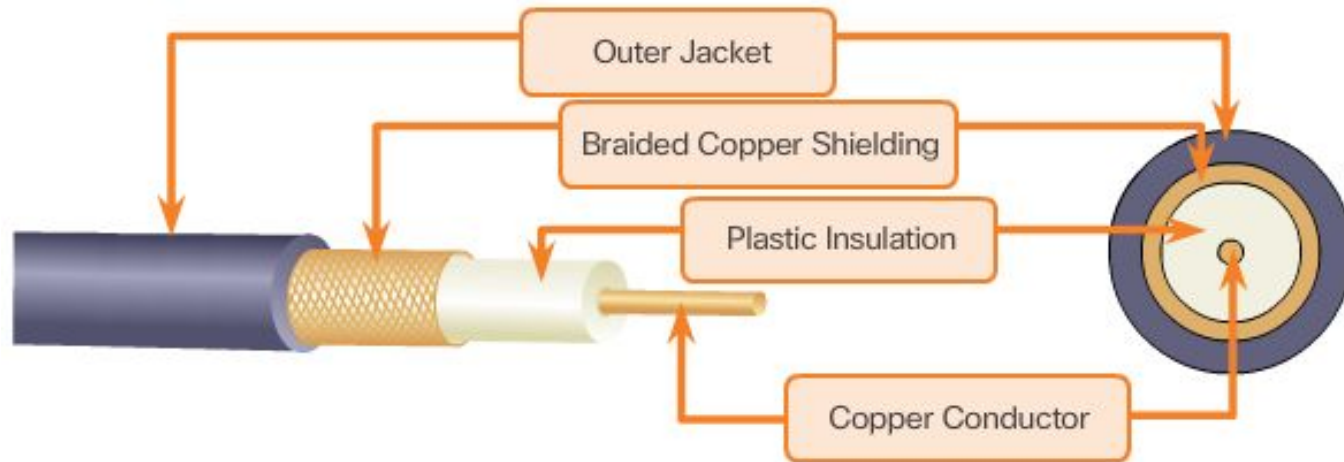 Outer Jacket
Braided Copper Shielding
Plastic Insulation
Copper Conductor